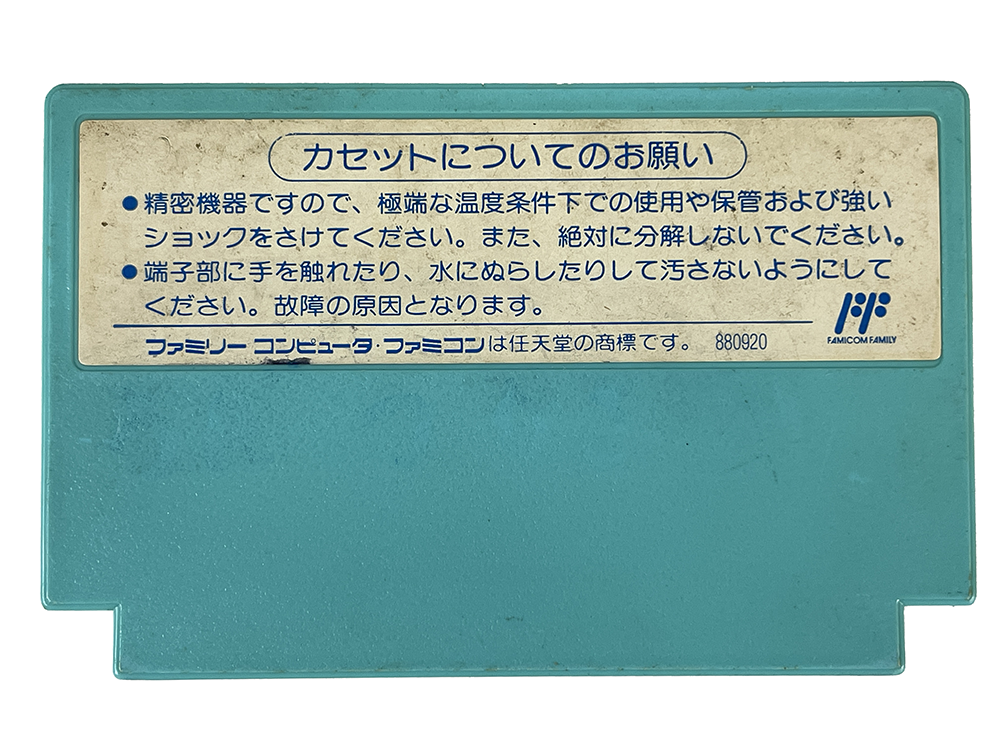 カセットについてのお願い
●精密機器ですので、極端な温度条件下での使用や保管および強い
ショックをさけてください。また、絶対に分解しないでください。
●端子部に手を触れたり、水にぬらしたりして汚さないようにして
ください。故障の原因となります。
FF
FAMICOM FAMILY
ファミリーコンピュータ・ファミコンは任天堂の商標です。 880920